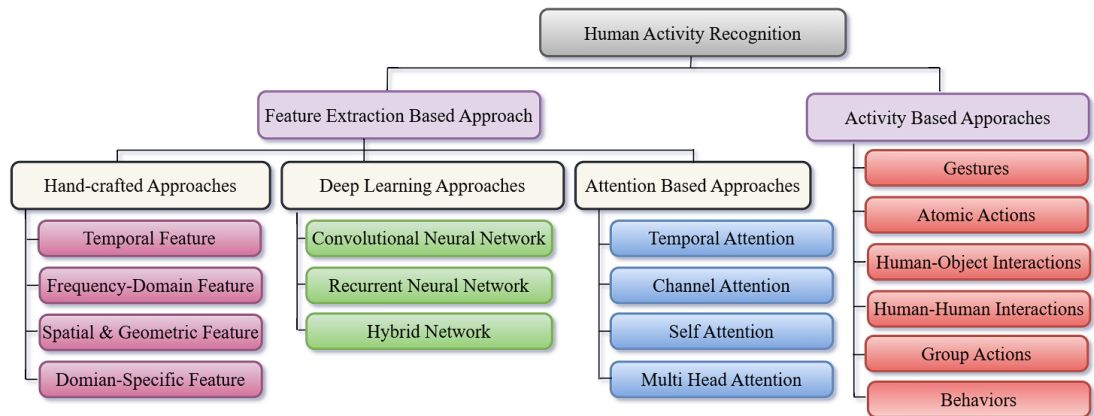 Human Activity Recognition
Feature Extraction Based Approach
Activity Based Apporaches
Hand-crafted Approaches
Deep Learning Approaches
Attention Based Approaches
Temporal Feature
Frequency-Domain Feature
Spatial & Geometric Feature
Domian-Specific Feature
Convolutional Neural Network
Recurrent Neural Network
Hybrid Network
Temporal Attention
Channel Attention
Self Attention
Multi Head Attention
Gestures
Atomic Actions
Human-Object Interactions
Human-Human Interactions
Group Actions
Behaviors